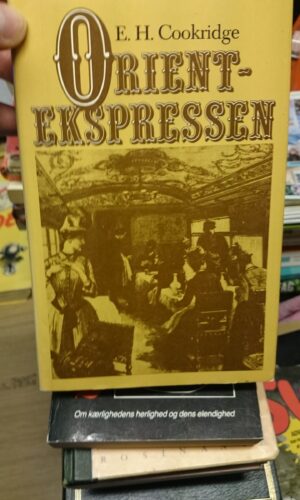 E. H. Cookridge
ORIENT-
EKSPRESSEN
Om kærlighedens herlighed og dens elendighed